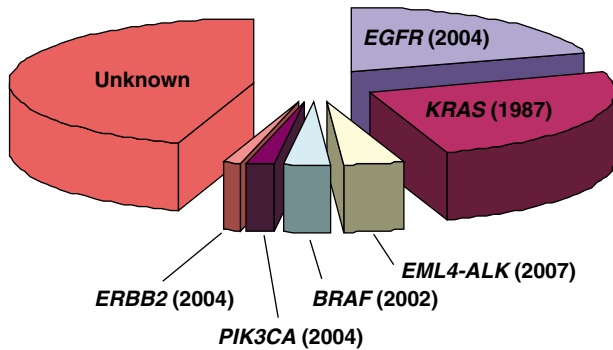 EGFR (2004)
Unknown
KRAS (1987)
EML4-ALK (2007)
ERBB2 (2004)
BRAF (2002)
PIK3CA (2004)